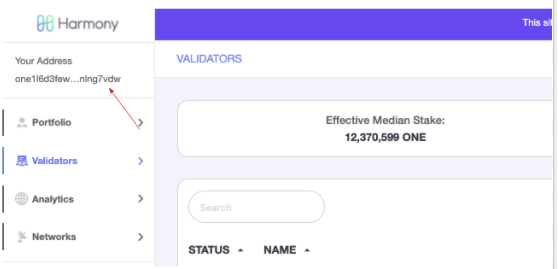 Harmony
This sit
Your Address
one1l6d3few...nlng7vdw
VALIDATORS
Portfolio
Effective Median Stake:
12,370,599 ONE
Validators
Analytics
Search
Networks
STATUS
NAME